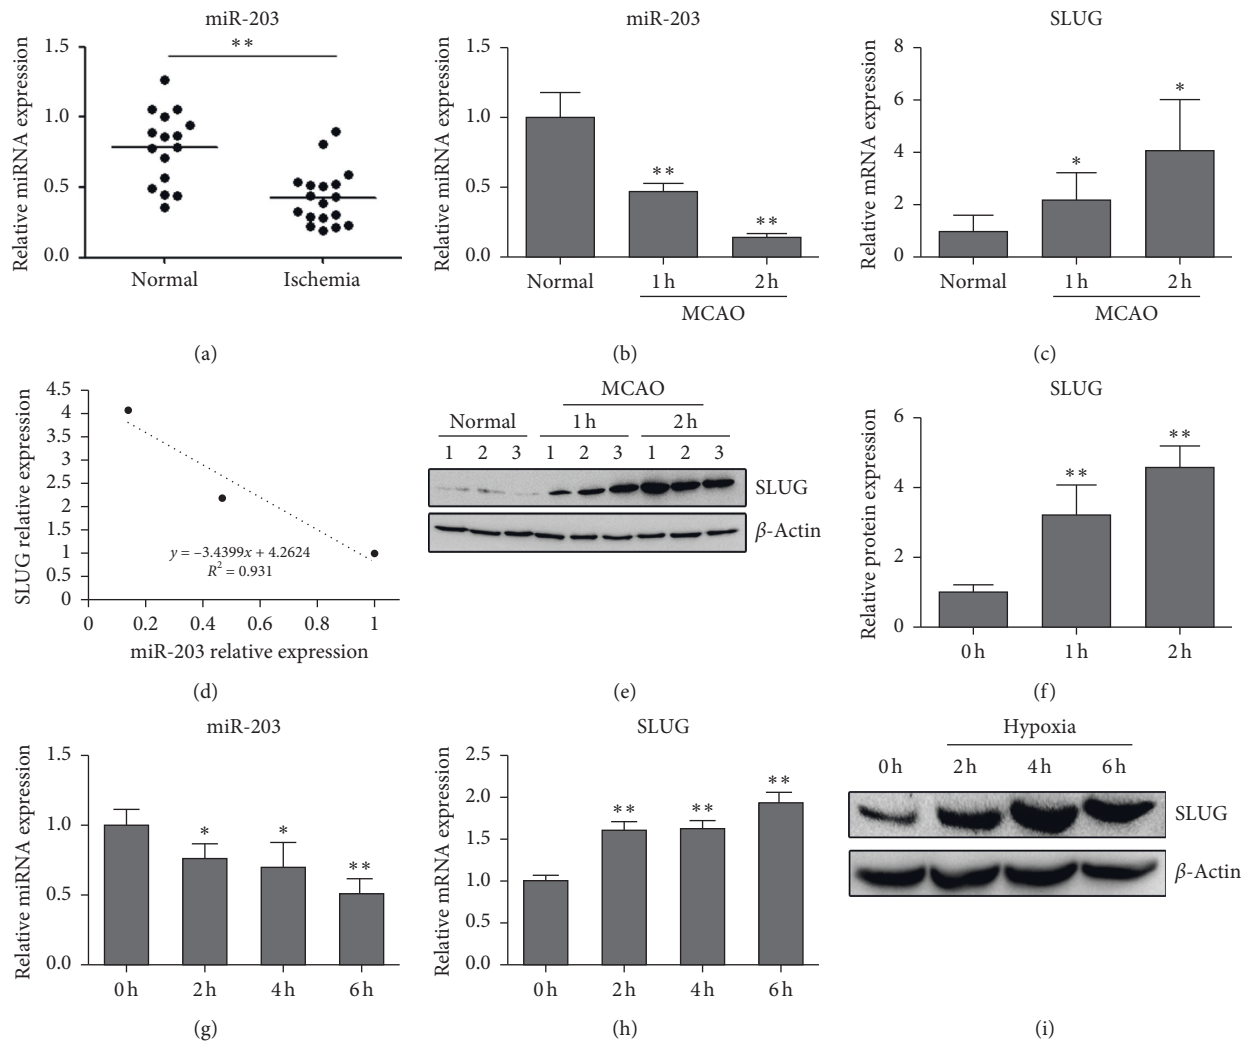 miR-203
Relative miRNA expression
1.5
1.0
0.5
0.0
**
Normal
Ischemia
(a)
miR-203
Relative miRNA expression
1.5
1.0
0.5
0.0
**
**
Normal
1 h
2 h
MCAO
(b)
SLUG
Relative mRNA expression
8
6
4
2
0
*
*
Normal
1 h
2 h
MCAO
(c)
SLUG relative expression
4.5
4
3.5
3
2.5
2
1.5
1
0.5
0
y = −3.4399x + 4.2624
R² = 0.931
0 0.2 0.4 0.6 0.8 1
miR-203 relative expression
(d)
MCAO
Normal 1 h 2 h
1 2 3 1 2 3 1 2 3
SLUG
β-Actin
(e)
SLUG
Relative protein expression
6
4
2
0
**
**
0 h 1 h 2 h
(f)
miR-203
Relative miRNA expression
1.5
1.0
0.5
0.0
*
*
**
0 h 2 h 4 h 6 h
(g)
SLUG
Relative mRNA expression
2.5
2.0
1.5
1.0
0.5
0.0
**
**
**
0 h 2 h 4 h 6 h
(h)
Hypoxia
0 h 2 h 4 h 6 h
SLUG
β-Actin
(i)